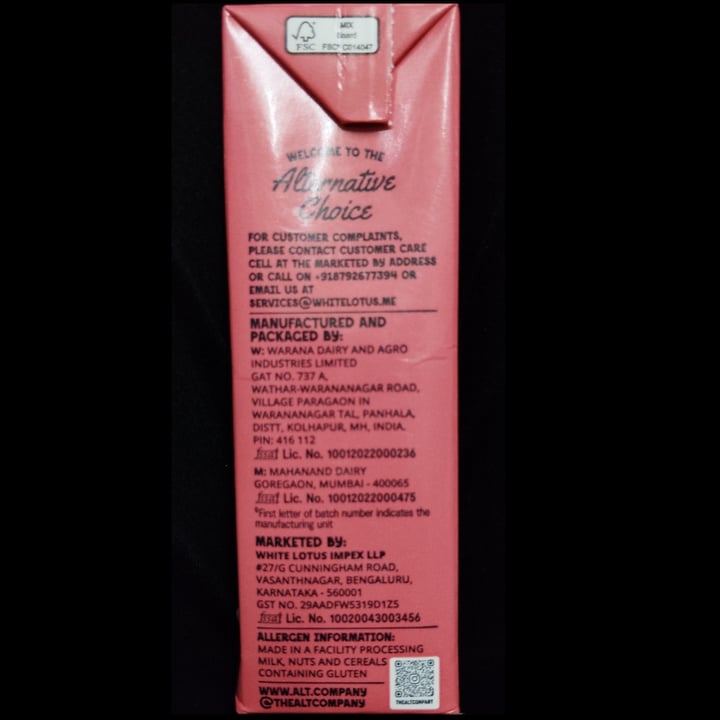 MIX
Board
FSC
FSC® C014047
WELCOME TO THE
Alternative
Choice
FOR CUSTOMER COMPLAINTS,
PLEASE CONTACT CUSTOMER CARE
CELL AT THE MARKETED BY ADDRESS
OR CALL ON +918792677394 OR
EMAIL US AT
SERVICES@WHITELOTUS.ME
MANUFACTURED AND
PACKAGED BY:
W: WARANA DAIRY AND AGRO
INDUSTRIES LIMITED
GAT NO. 737 A,
WATHAR-WARANANAGAR ROAD,
VILLAGE PARAGAON IN
WARANANAGAR TAL, PANHALA,
DISTT, KOLHAPUR, MH, INDIA.
PIN: 416 112
fssai Lic. No. 10012022000236
M: MAHANAND DAIRY
GOREGAON, MUMBAI - 400065
fssai Lic. No. 10012022000475
*First letter of batch number indicates the
manufacturing unit
MARKETED BY:
WHITE LOTUS IMPEX LLP
#27/G CUNNINGHAM ROAD,
VASANTHNAGAR, BENGALURU,
KARNATAKA - 560001
GST NO. 29AADFW5319D1Z5
fssai Lic. No. 10020043003456
ALLERGEN INFORMATION:
MADE IN A FACILITY PROCESSING
MILK, NUTS AND CEREALS
CONTAINING GLUTEN
WWW.ALT.COMPANY
@THEALTCOMPANY
THEALTCOMPANY